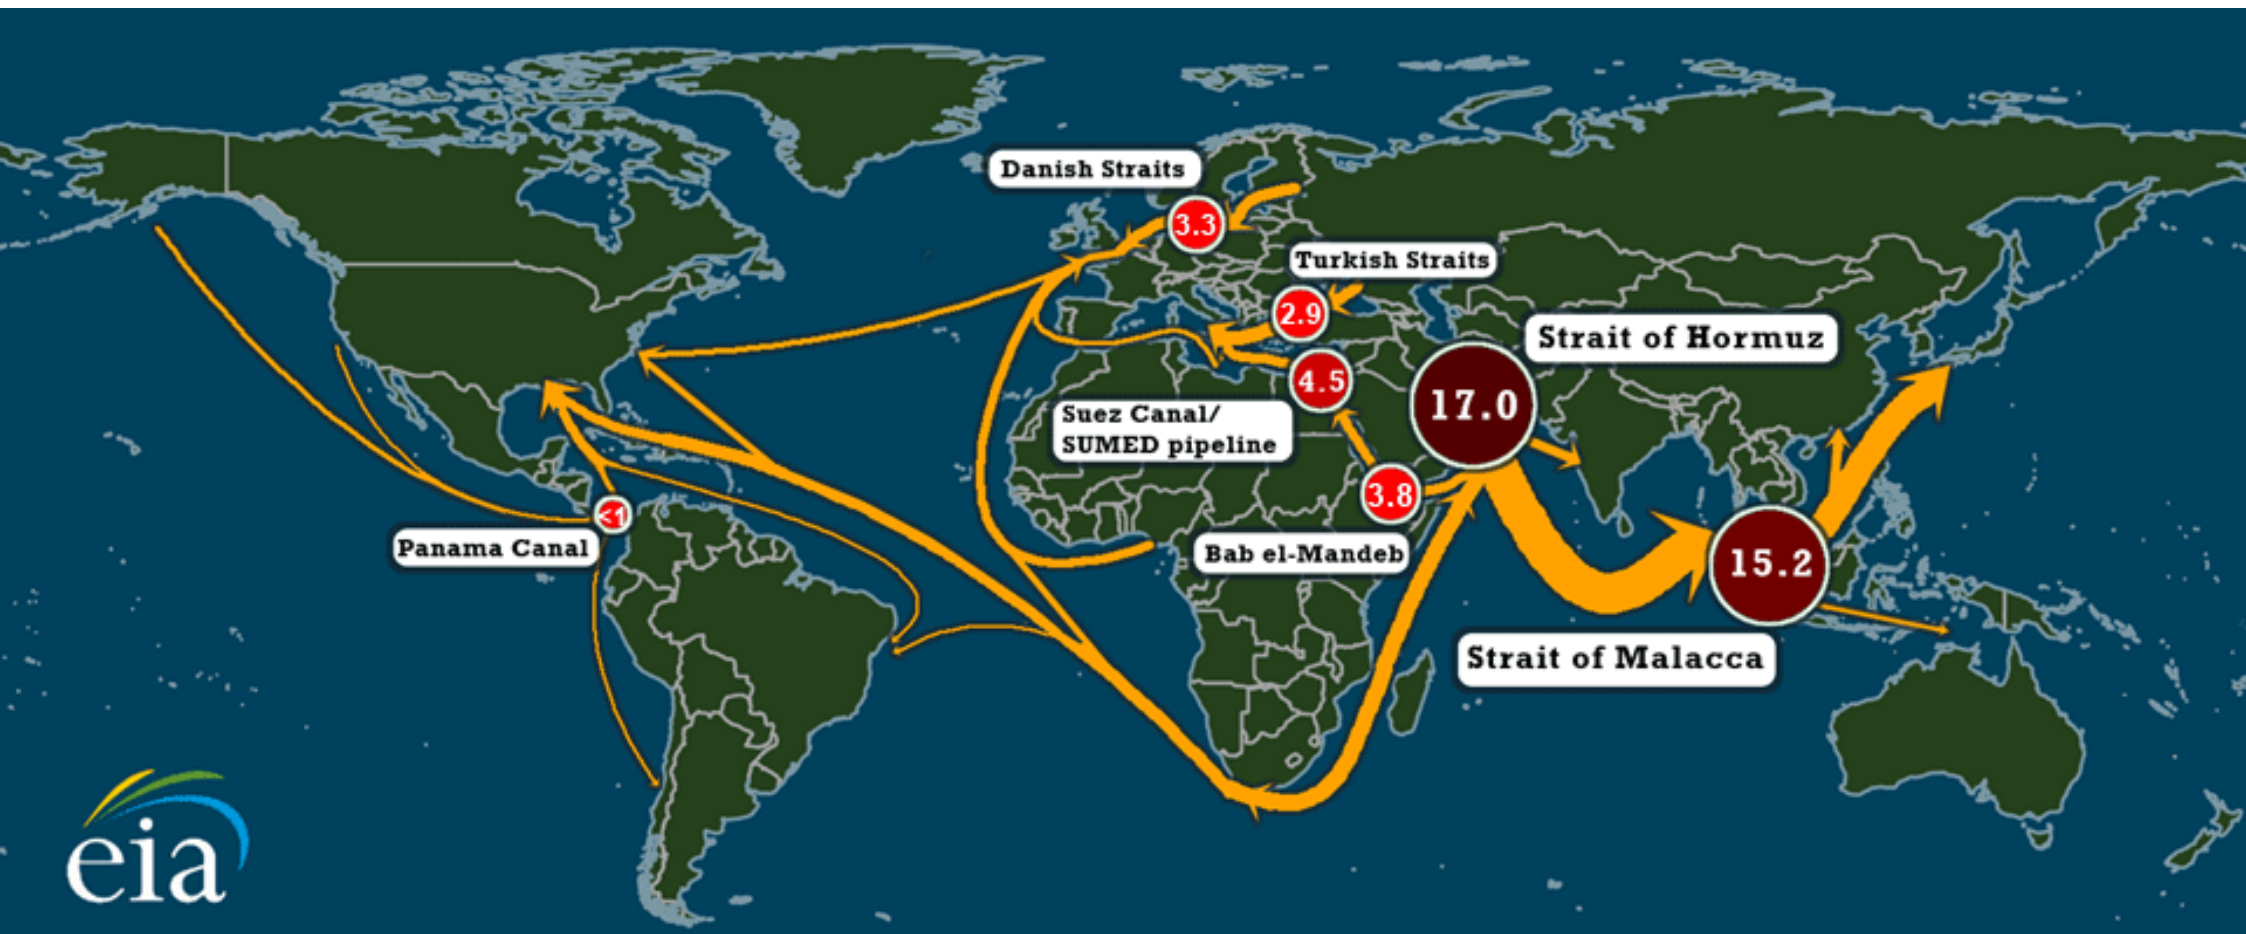 Danish Straits
3.3
Turkish Straits
2.9
Strait of Hormuz
4.5
17.0
Suez Canal/
SUMED pipeline
3.8
<1
Panama Canal
Bab el-Mandeb
15.2
Strait of Malacca
eia